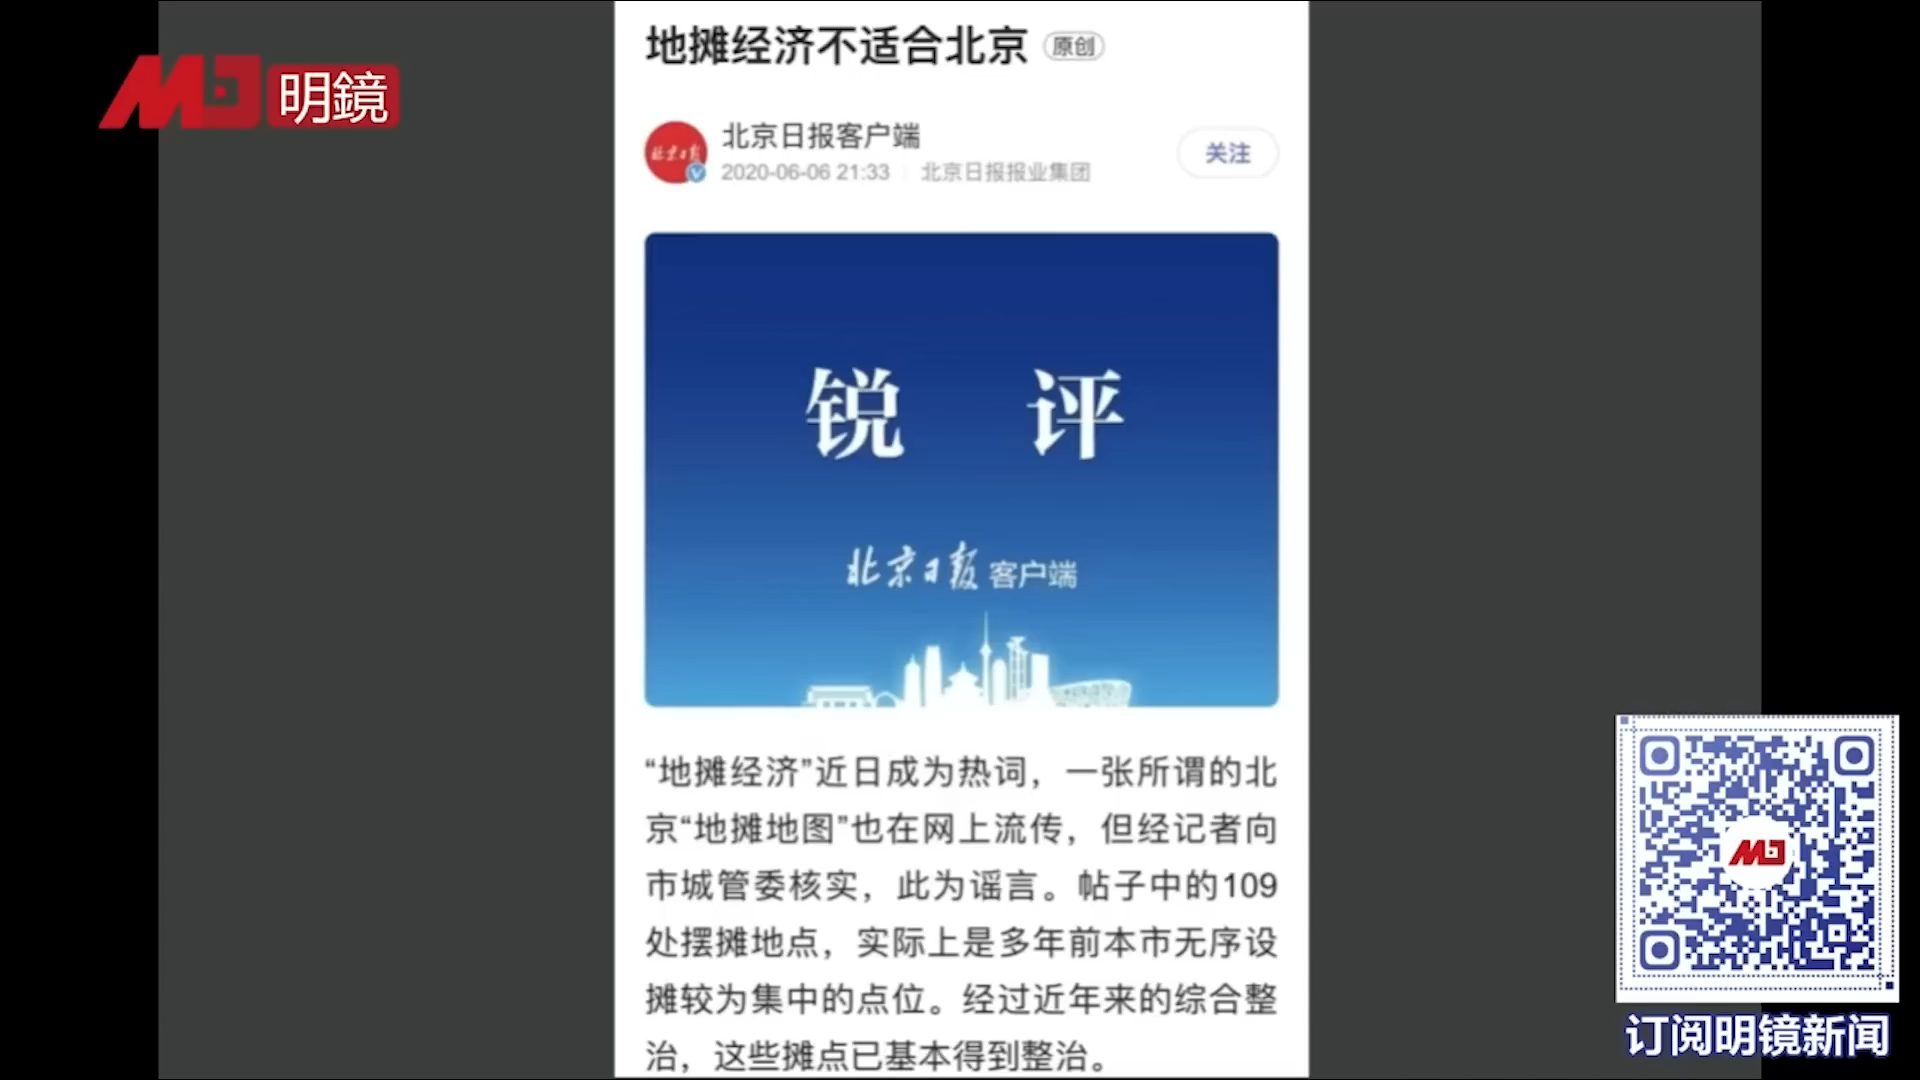 地摊经济不适合北京 原创
明鏡
北京日报
北京日报客户端
2020-06-06 21:33 北京日报报业集团
关注
锐 评
北京日报 客户端
“地摊经济”近日成为热词，一张所谓的北
京“地摊地图”也在网上流传，但经记者向
市城管委核实，此为谣言。帖子中的109
处摆摊地点，实际上是多年前本市无序设
摊较为集中的点位。经过近年来的综合整
治，这些摊点已基本得到整治。
订阅明镜新闻